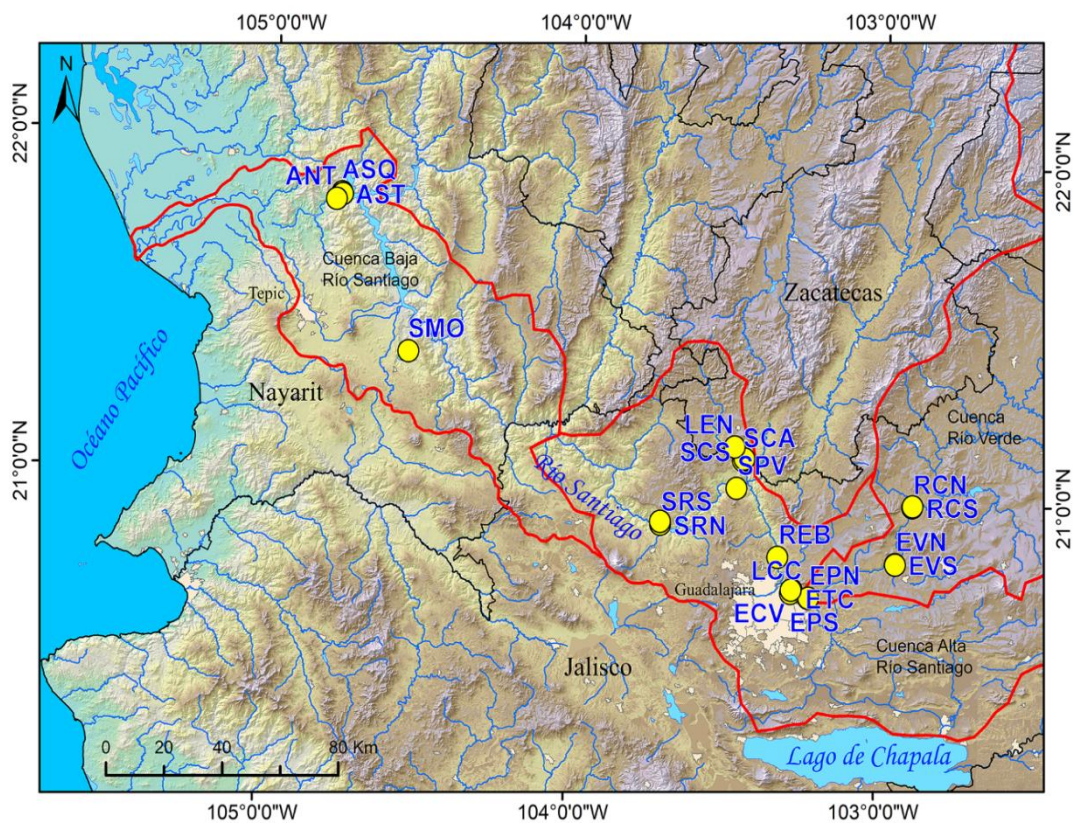 105°0'0"W 104°0'0"W 103°0'0"W
N
22°0'0"N
22°0'0"N
ANT ASQ
AST
Cuenca Baja
Río Santiago
Tepic
Zacatecas
SMO
Océano Pacífico
Nayarit
LEN SCA
SCS SPV
Cuenca
Río Verde
21°0'0"N
21°0'0"N
Río Santiago
SRS
SRN
RCN
RCS
REB
EVN
EVS
LCC EPN
Guadalajara
ETC
ECV EPS
Jalisco
Cuenca Alta
Río Santiago
0 20 40 80 Km
Lago de Chapala
105°0'0"W 104°0'0"W 103°0'0"W